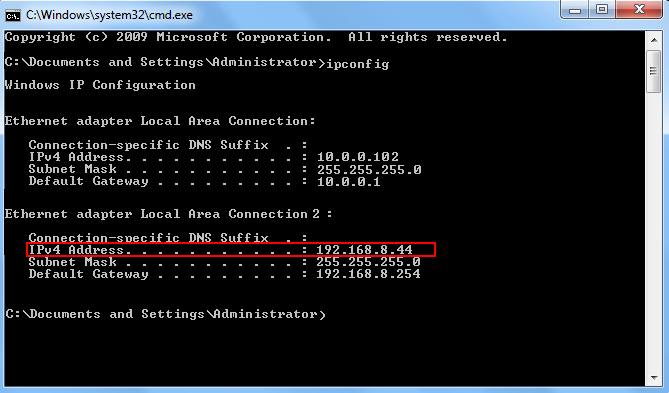 C:\Windows\system32\cmd.exe
Copyright (c) 2009 Microsoft Corporation.  All rights reserved.
C:\Documents and Settings\Administrator>ipconfig
Windows IP Configuration
Ethernet adapter Local Area Connection:
Connection-specific DNS Suffix  . :
IPv4 Address. . . . . . . . . . . : 10.0.0.102
Subnet Mask . . . . . . . . . . . : 255.255.255.0
Default Gateway . . . . . . . . . : 10.0.0.1
Ethernet adapter Local Area Connection 2 :
Connection-specific DNS Suffix  . :
IPv4 Address. . . . . . . . . . . : 192.168.8.44
Subnet Mask . . . . . . . . . . . : 255.255.255.0
Default Gateway . . . . . . . . . : 192.168.8.254
C:\Documents and Settings\Administrator>